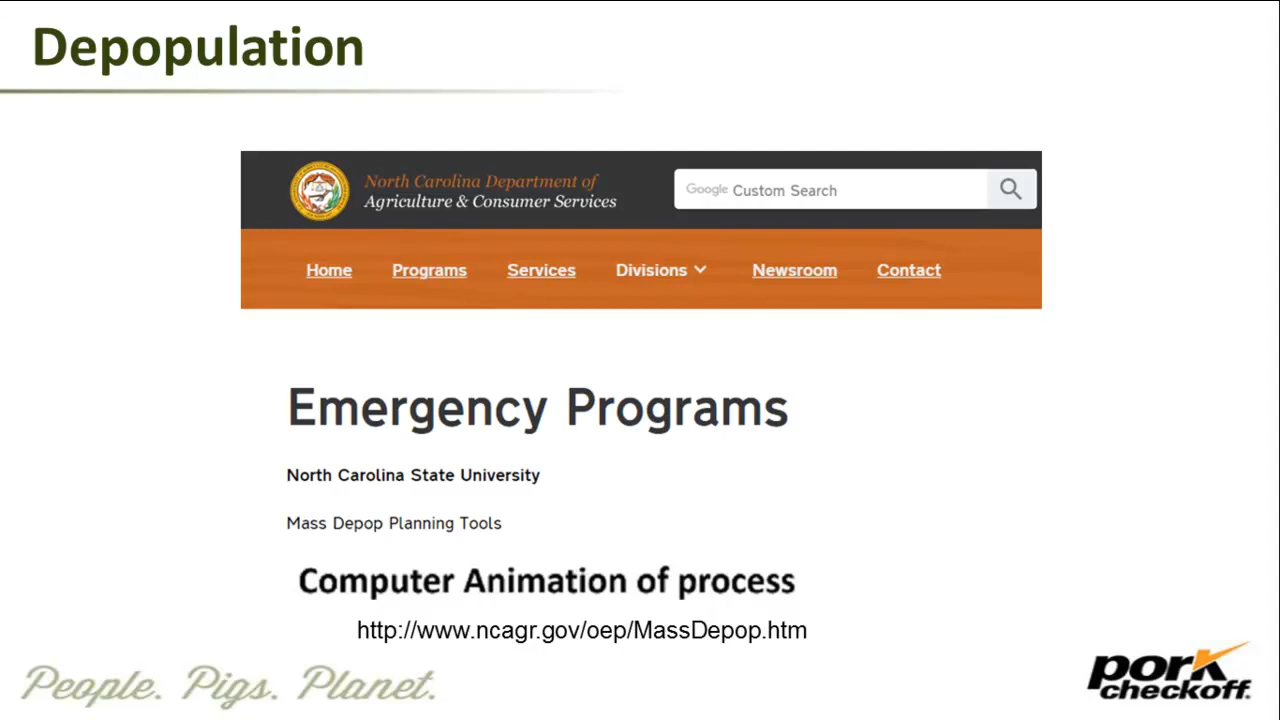 Depopulation
North Carolina Department of
Agriculture & Consumer Services
Google Custom Search
Home Programs Services Divisions Newsroom Contact
Emergency Programs
North Carolina State University
Mass Depop Planning Tools
Computer Animation of process
http://www.ncagr.gov/oep/MassDepop.htm
People. Pigs. Planet.
pork
checkoff.